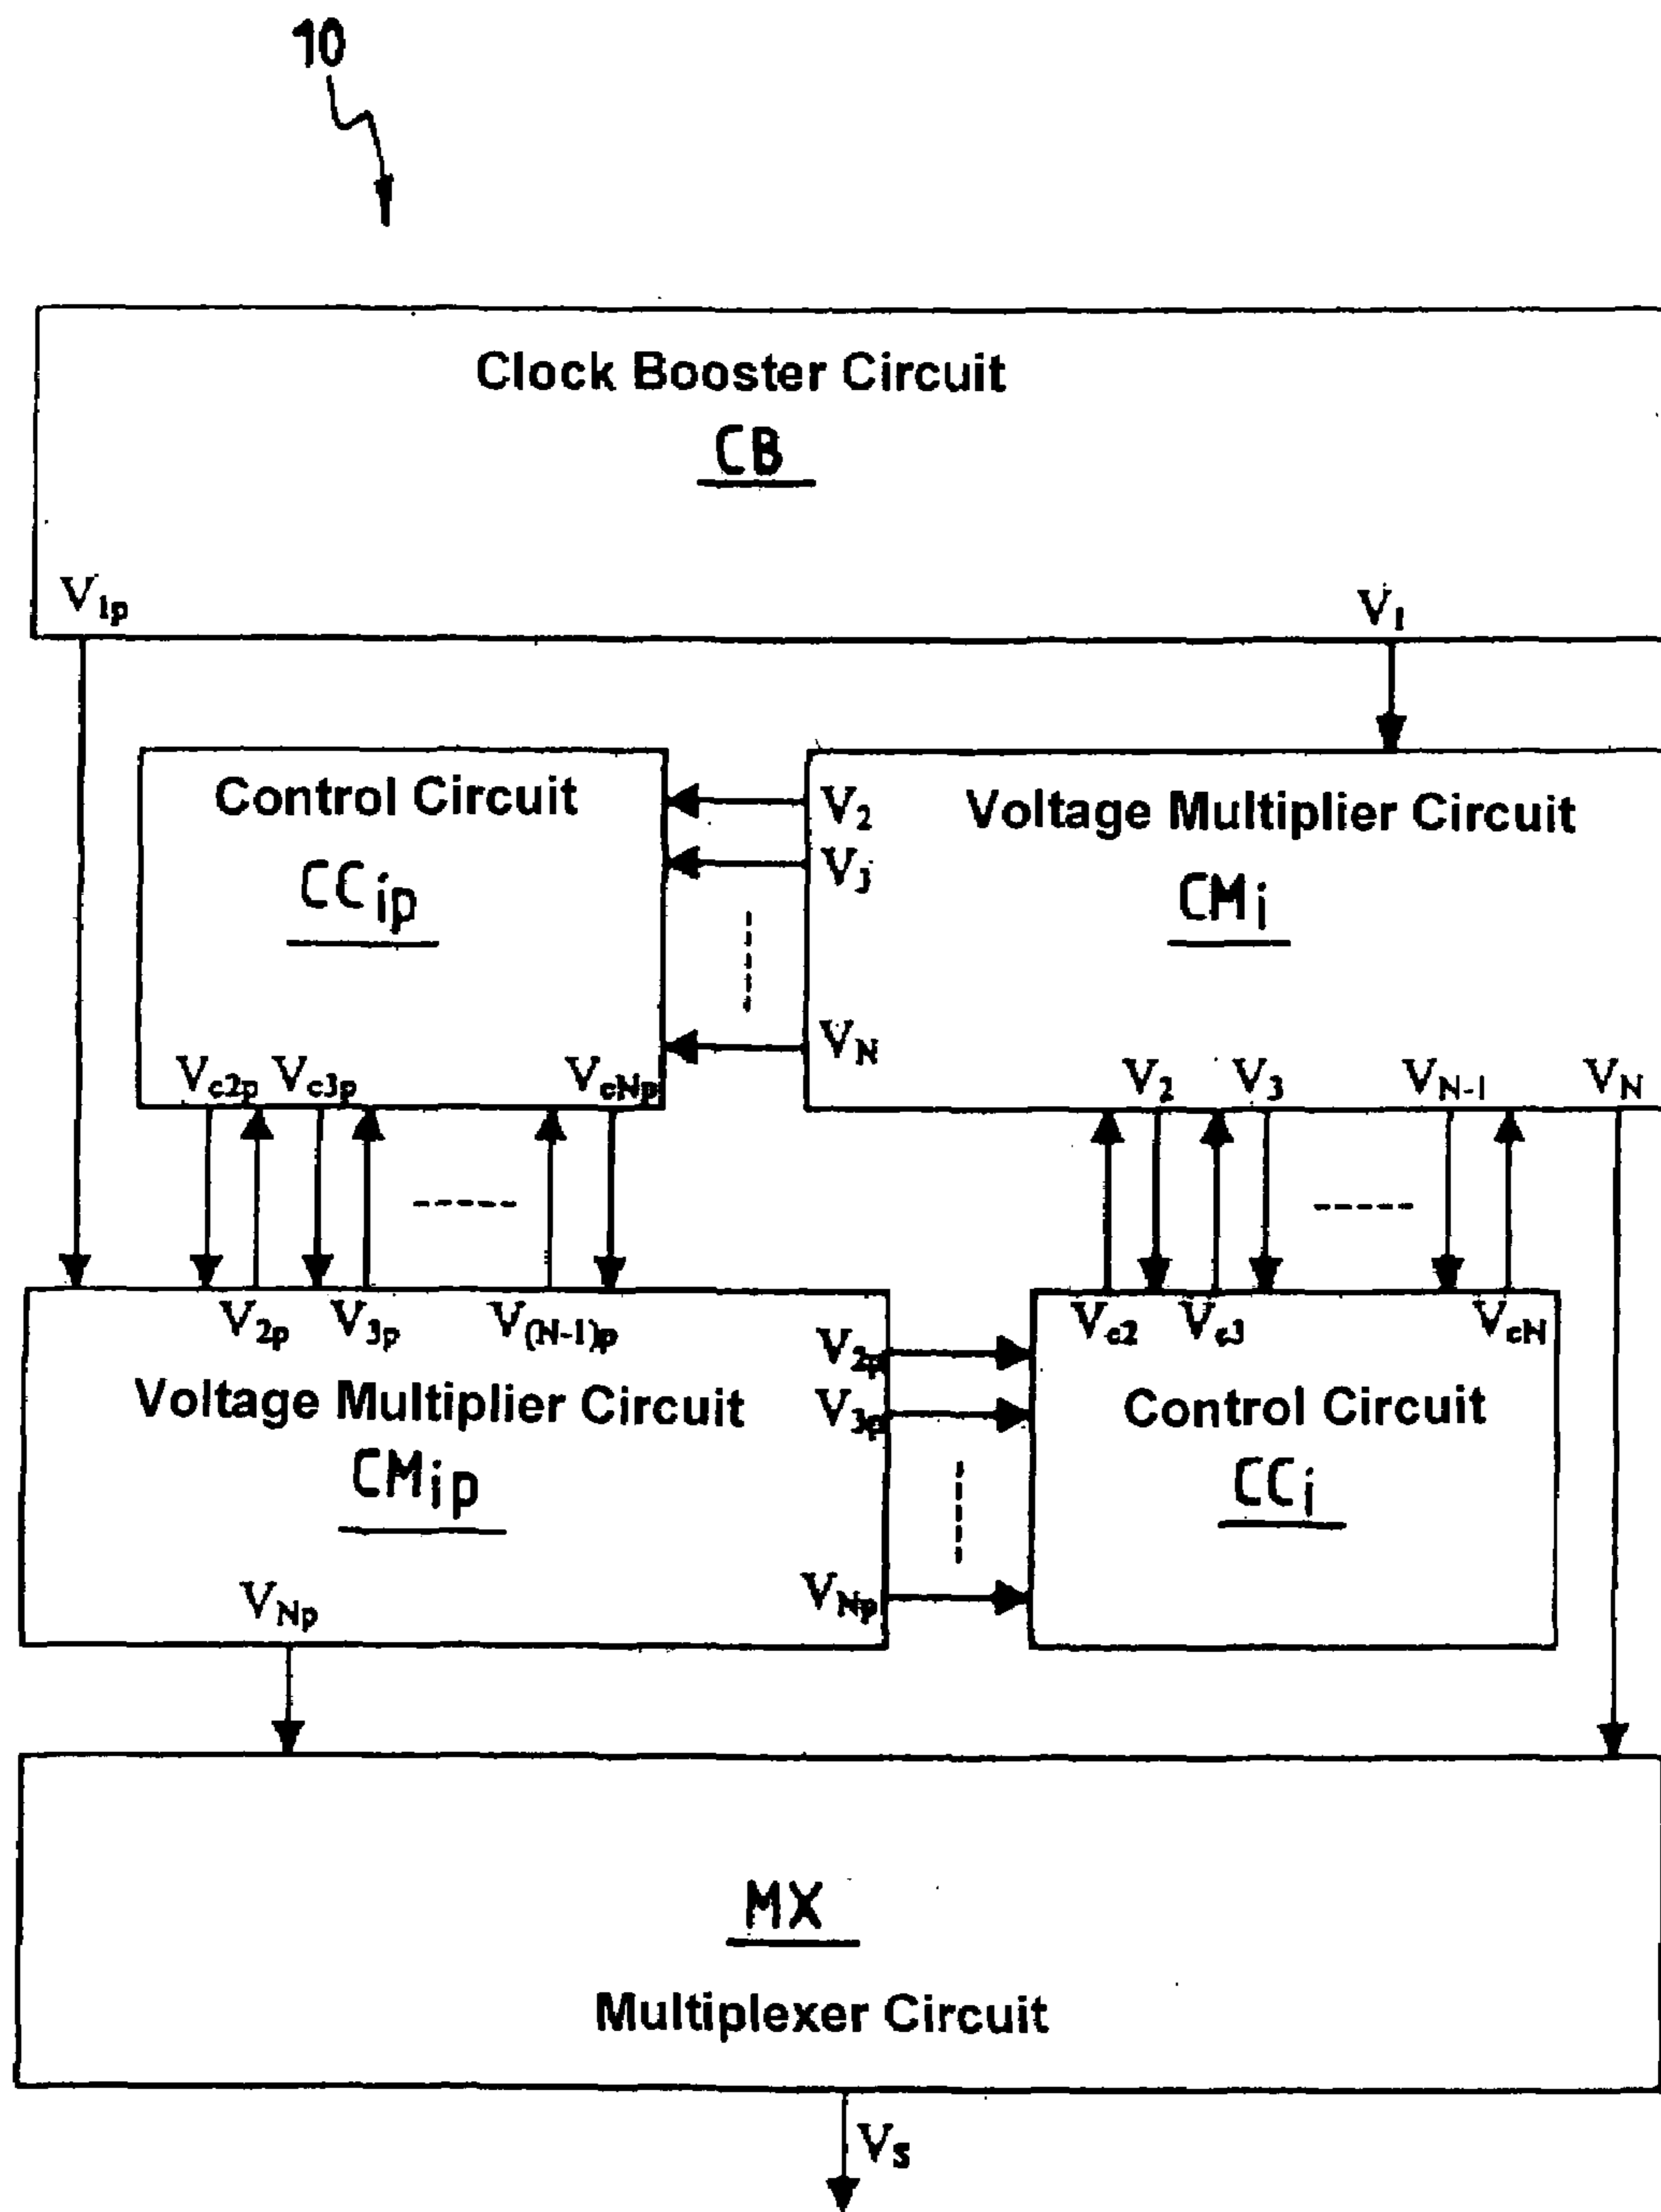 10
Clock Booster Circuit
CB
V1p
V1
Control Circuit
CCip
V2
V3
VN
Voltage Multiplier Circuit
CMi
Vc2p Vc3p VcNp
V2 V3 VN-1 VN
V2p V3p V(N-1)p
V2p
V3p
VNp
Voltage Multiplier Circuit
CMip
VNp
Vc2 Vc3 VcN
Control Circuit
CCi
MX
Multiplexer Circuit
VS